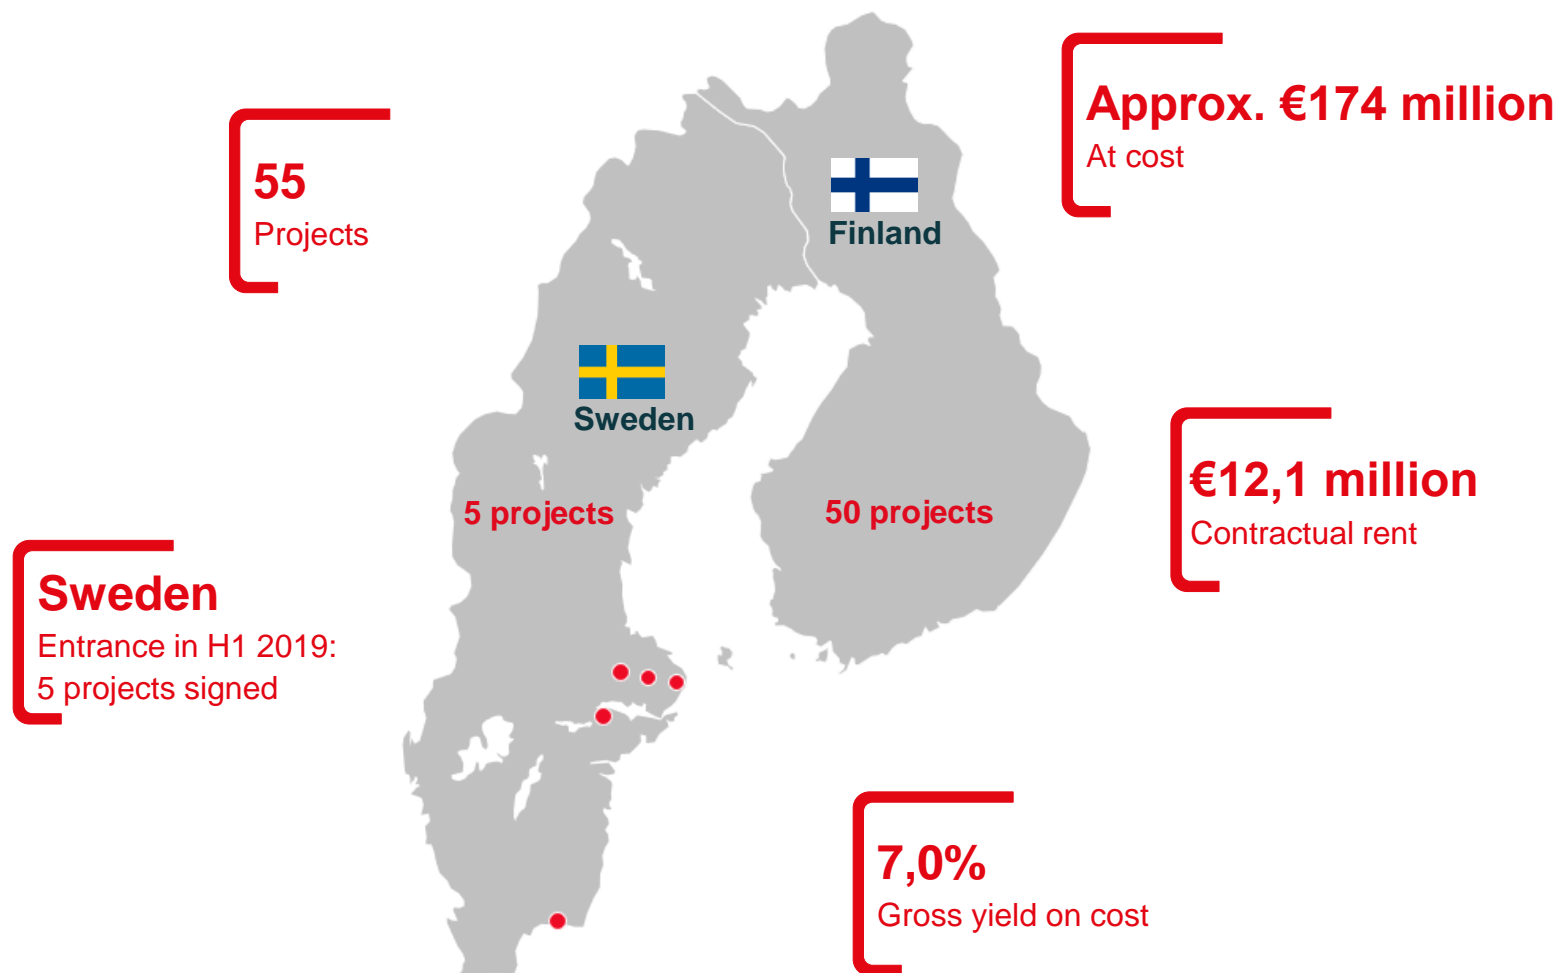 Approx. €174 million
At cost
55
Projects
Finland
Sweden
€12,1 million
Contractual rent
5 projects
50 projects
Sweden
Entrance in H1 2019:
5 projects signed
7,0%
Gross yield on cost